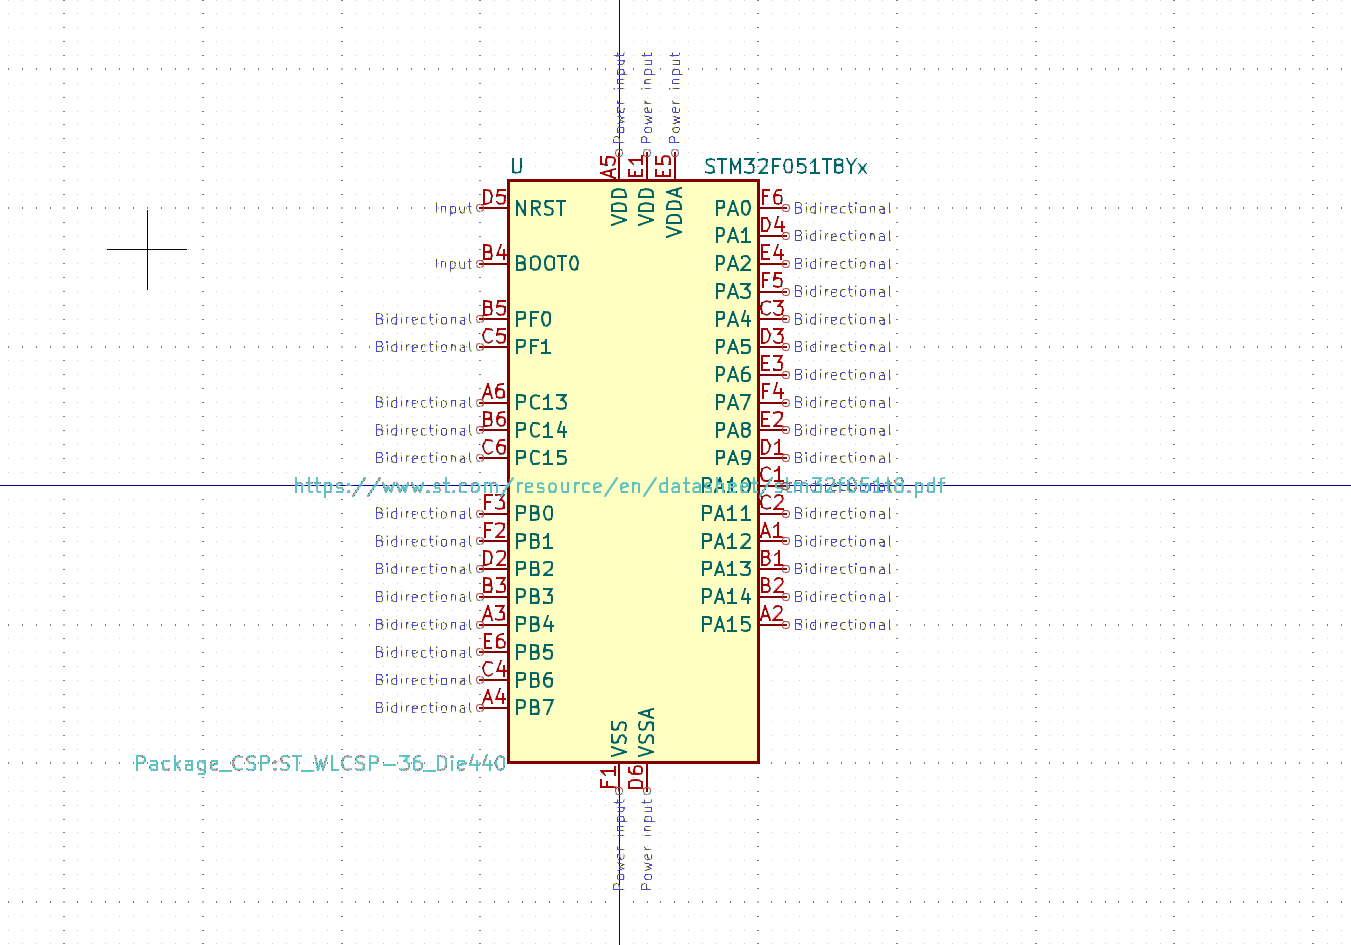 Power input Power input Power input
A5 E1 E5
U STM32F051T8Yx
VDD VDD VDDA
Input D5 NRST PA0 F6 Bidirectional
PA1 D4 Bidirectional
Input B4 BOOT0 PA2 E4 Bidirectional
PA3 F5 Bidirectional
Bidirectional B5 PF0 PA4 C3 Bidirectional
Bidirectional C5 PF1 PA5 D3 Bidirectional
PA6 E3 Bidirectional
Bidirectional A6 PC13 PA7 F4 Bidirectional
Bidirectional B6 PC14 PA8 E2 Bidirectional
Bidirectional C6 PC15 PA9 D1 Bidirectional
PA10 C1 Bidirectional
https://www.st.com/resource/en/datasheet/stm32f051t8.pdf
Bidirectional F3 PB0 PA11 C2 Bidirectional
Bidirectional F2 PB1 PA12 A1 Bidirectional
Bidirectional D2 PB2 PA13 B1 Bidirectional
Bidirectional B3 PB3 PA14 B2 Bidirectional
Bidirectional A3 PB4 PA15 A2 Bidirectional
Bidirectional E6 PB5
Bidirectional C4 PB6
Bidirectional A4 PB7
VSS VSSA
Package_CSP:ST_WLCSP-36_Die440
F1 D6
Power input Power input